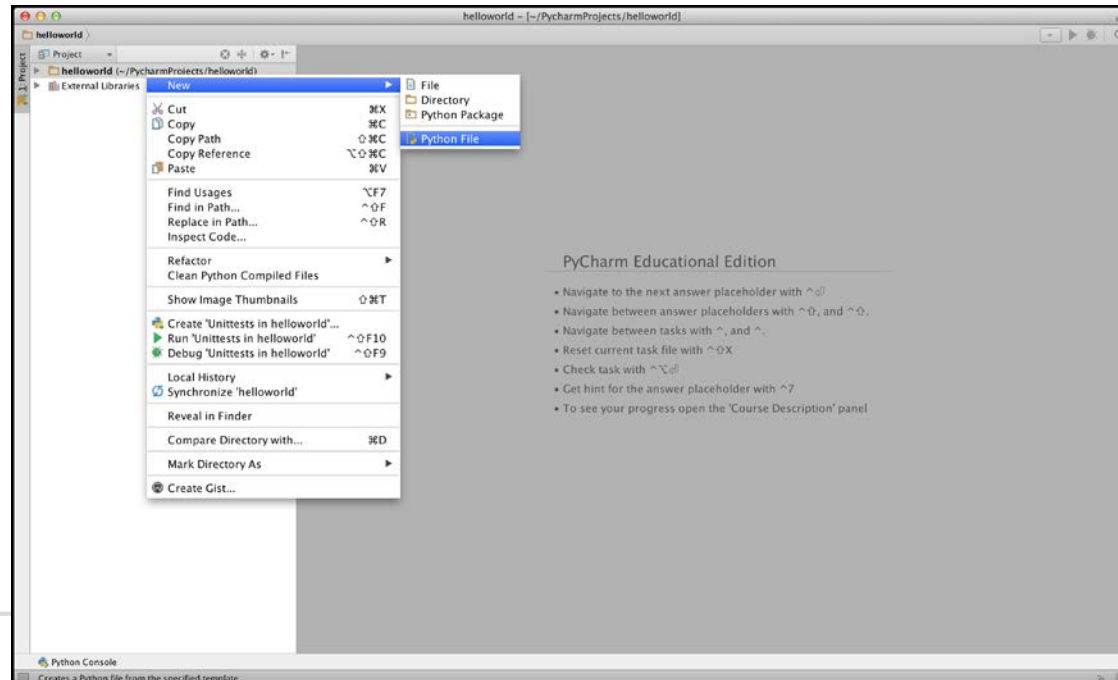 helloworld - [~/PycharmProjects/helloworld]
helloworld
Project
1: Project
helloworld (~/PycharmProjects/helloworld)
External Libraries
New
Cut ⌘X
Copy ⌘C
Copy Path ⇧⌘C
Copy Reference ⌥⇧⌘C
Paste ⌘V
Find Usages ⌥F7
Find in Path... ^⇧F
Replace in Path... ^⇧R
Inspect Code...
Refactor
Clean Python Compiled Files
Show Image Thumbnails ⇧⌘T
Create 'Unittests in helloworld'...
Run 'Unittests in helloworld' ^⇧F10
Debug 'Unittests in helloworld' ^⇧F9
Local History
Synchronize 'helloworld'
Reveal in Finder
Compare Directory with... ⌘D
Mark Directory As
Create Gist...
File
Directory
Python Package
Python File
PyCharm Educational Edition
• Navigate to the next answer placeholder with ^⏎
• Navigate between answer placeholders with ^⇧, and ^⇧.
• Navigate between tasks with ^, and ^.
• Reset current task file with ^⇧X
• Check task with ^⌥⏎
• Get hint for the answer placeholder with ^7
• To see your progress open the 'Course Description' panel
Python Console
Creates a Python file from the specified template